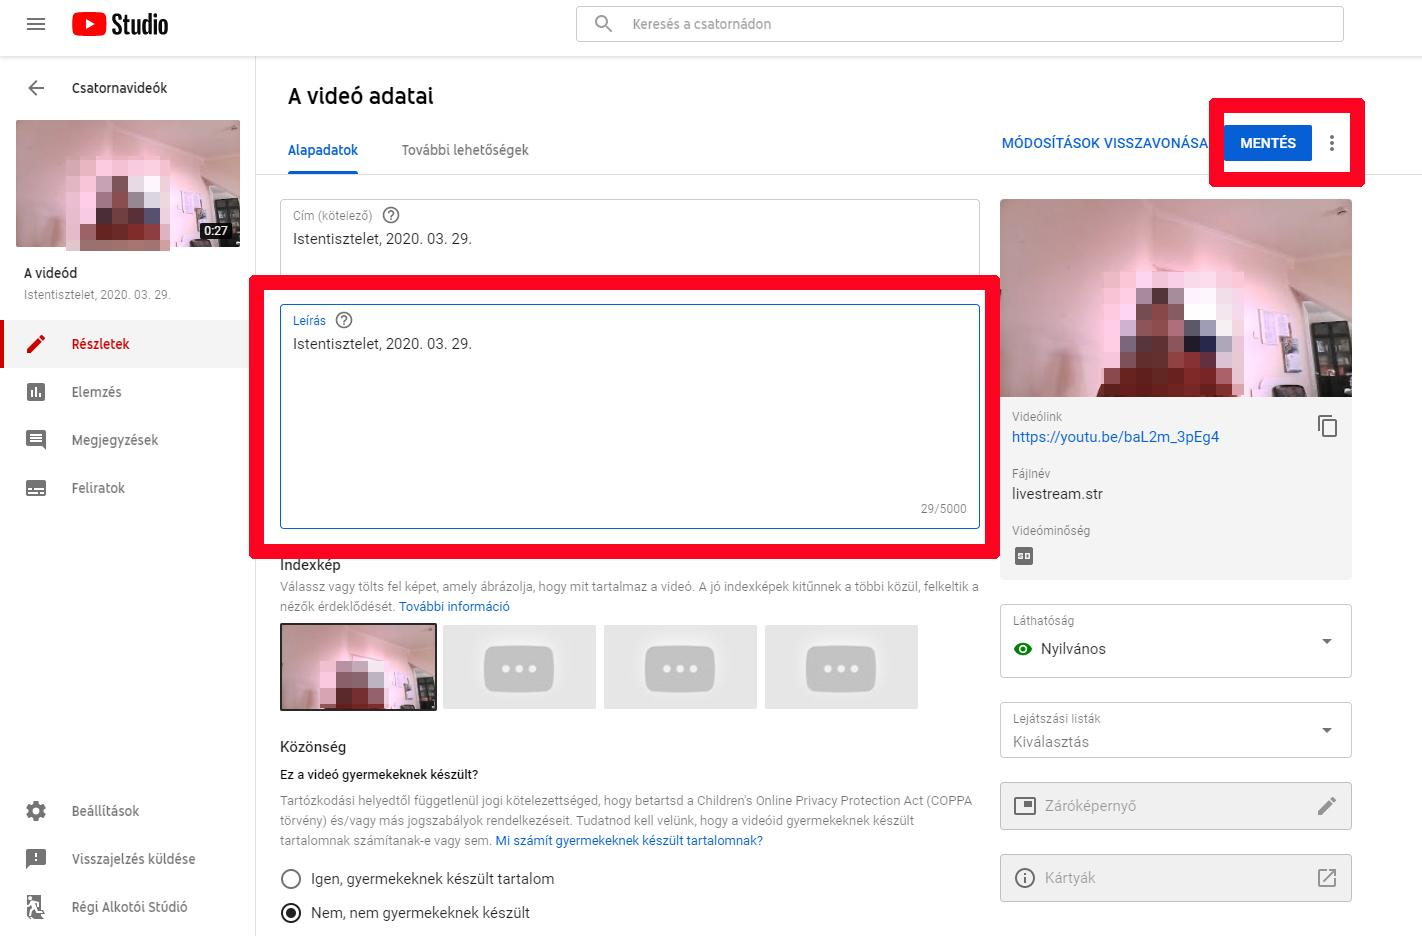 Studio
Keresés a csatornádon
Csatornavideók
0:27
A videód
Istentisztelet, 2020. 03. 29.
Részletek
Elemzés
Megjegyzések
Feliratok
Beállítások
Visszajelzés küldése
Régi Alkotói Stúdió
A videó adatai
Alapadatok
További lehetőségek
MÓDOSÍTÁSOK VISSZAVONÁSA
MENTÉS
Cím (kötelező)
Istentisztelet, 2020. 03. 29.
Leírás
Istentisztelet, 2020. 03. 29.
29/5000
Indexkép
Válassz vagy tölts fel képet, amely ábrázolja, hogy mit tartalmaz a videó. A jó indexképek kitűnnek a többi közül, felkeltik a
nézők érdeklődését. További információ
Közönség
Ez a videó gyermekeknek készült?
Tartózkodási helyedtől függetlenül jogi kötelezettséged, hogy betartsd a Children's Online Privacy Protection Act (COPPA
törvény) és/vagy más jogszabályok rendelkezéseit. Tudatnod kell velünk, hogy a videóid gyermekeknek készült
tartalomnak számítanak-e vagy sem. Mi számít gyermekeknek készült tartalomnak?
Igen, gyermekeknek készült tartalom
Nem, nem gyermekeknek készült
Videólink
https://youtu.be/baL2m_3pEg4
Fájlnév
livestream.str
Videóminőség
SD
Láthatóság
Nyilvános
Lejátszási listák
Kiválasztás
Záróképernyő
Kártyák